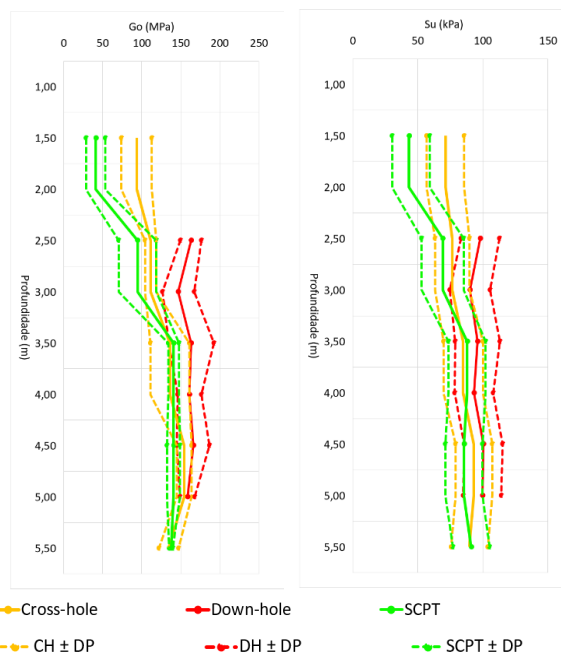 Go (MPa)
0 50 100 150 200 250
1,00
1,50
2,00
2,50
3,00
3,50
4,00
4,50
5,00
5,50
Profundidade (m)
Su (kPa)
0 50 100 150
1,00
1,50
2,00
2,50
3,00
3,50
4,00
4,50
5,00
5,50
Profundidade (m)
Cross-hole Down-hole SCPT
CH ± DP DH ± DP SCPT ± DP